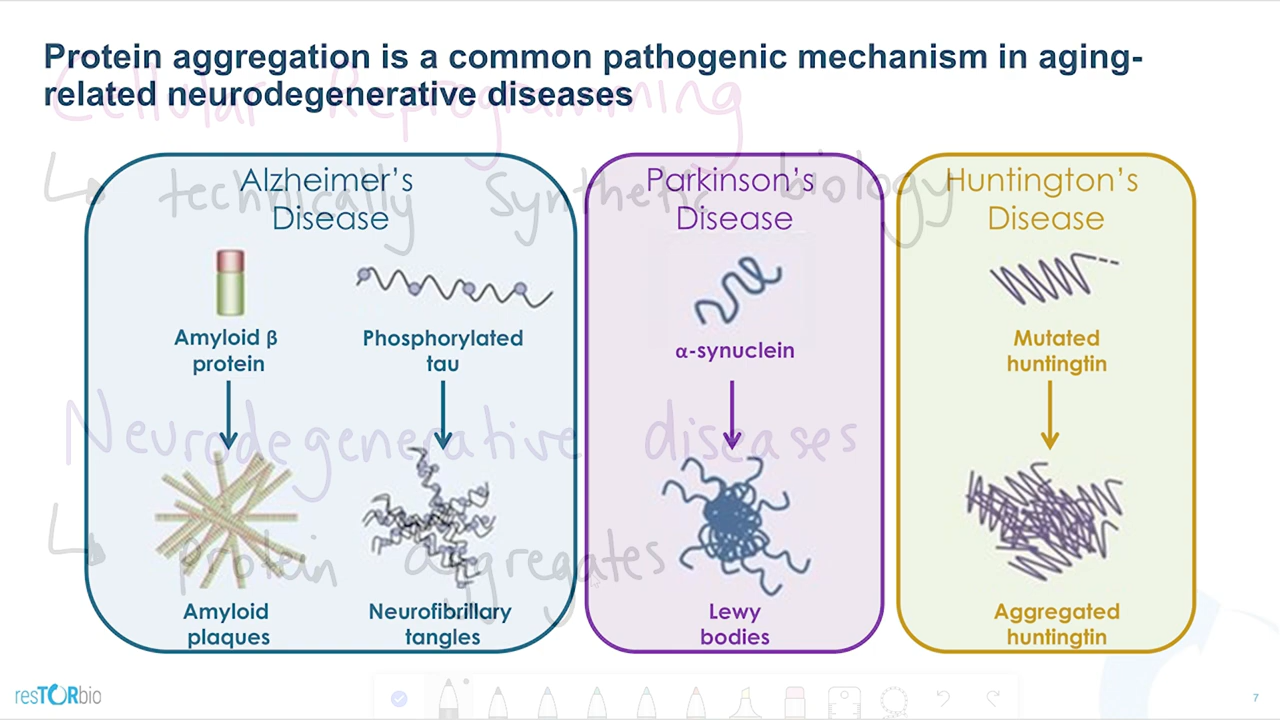 Protein aggregation is a common pathogenic mechanism in aging-
related neurodegenerative diseases
Cellular Reprogramming
↳ technically synthetic biology
Alzheimer's
Disease
Amyloid β
protein
Phosphorylated
tau
Amyloid
plaques
Neurofibrillary
tangles
Parkinson's
Disease
α-synuclein
Lewy
bodies
Huntington's
Disease
Mutated
huntingtin
Aggregated
huntingtin
Neurodegenerative diseases
↳ protein aggregates
resTORbio
7